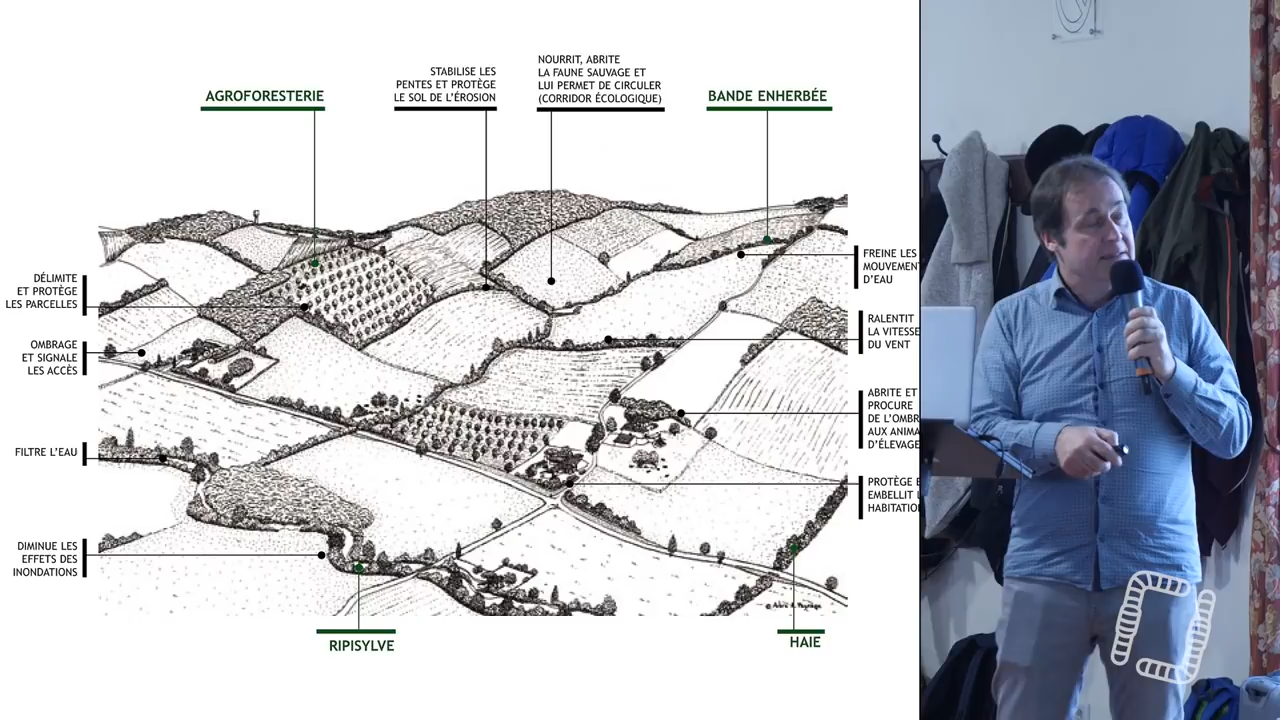 AGROFORESTERIE
STABILISE LES
PENTES ET PROTÈGE
LE SOL DE L'ÉROSION
NOURRIT, ABRITE
LA FAUNE SAUVAGE ET
LUI PERMET DE CIRCULER
(CORRIDOR ÉCOLOGIQUE)
BANDE ENHERBÉE
DÉLIMITE
ET PROTÈGE
LES PARCELLES
OMBRAGE
ET SIGNALE
LES ACCÈS
FILTRE L'EAU
DIMINUE LES
EFFETS DES
INONDATIONS
FREINE LES
MOUVEMEN
D'EAU
RALENTIT
LA VITESSE
DU VENT
ABRITE ET
PROCURE
DE L'OMBR
AUX ANIMA
D'ÉLEVAGE
PROTÈGE E
EMBELLIT L
HABITATIO
RIPISYLVE
HAIE